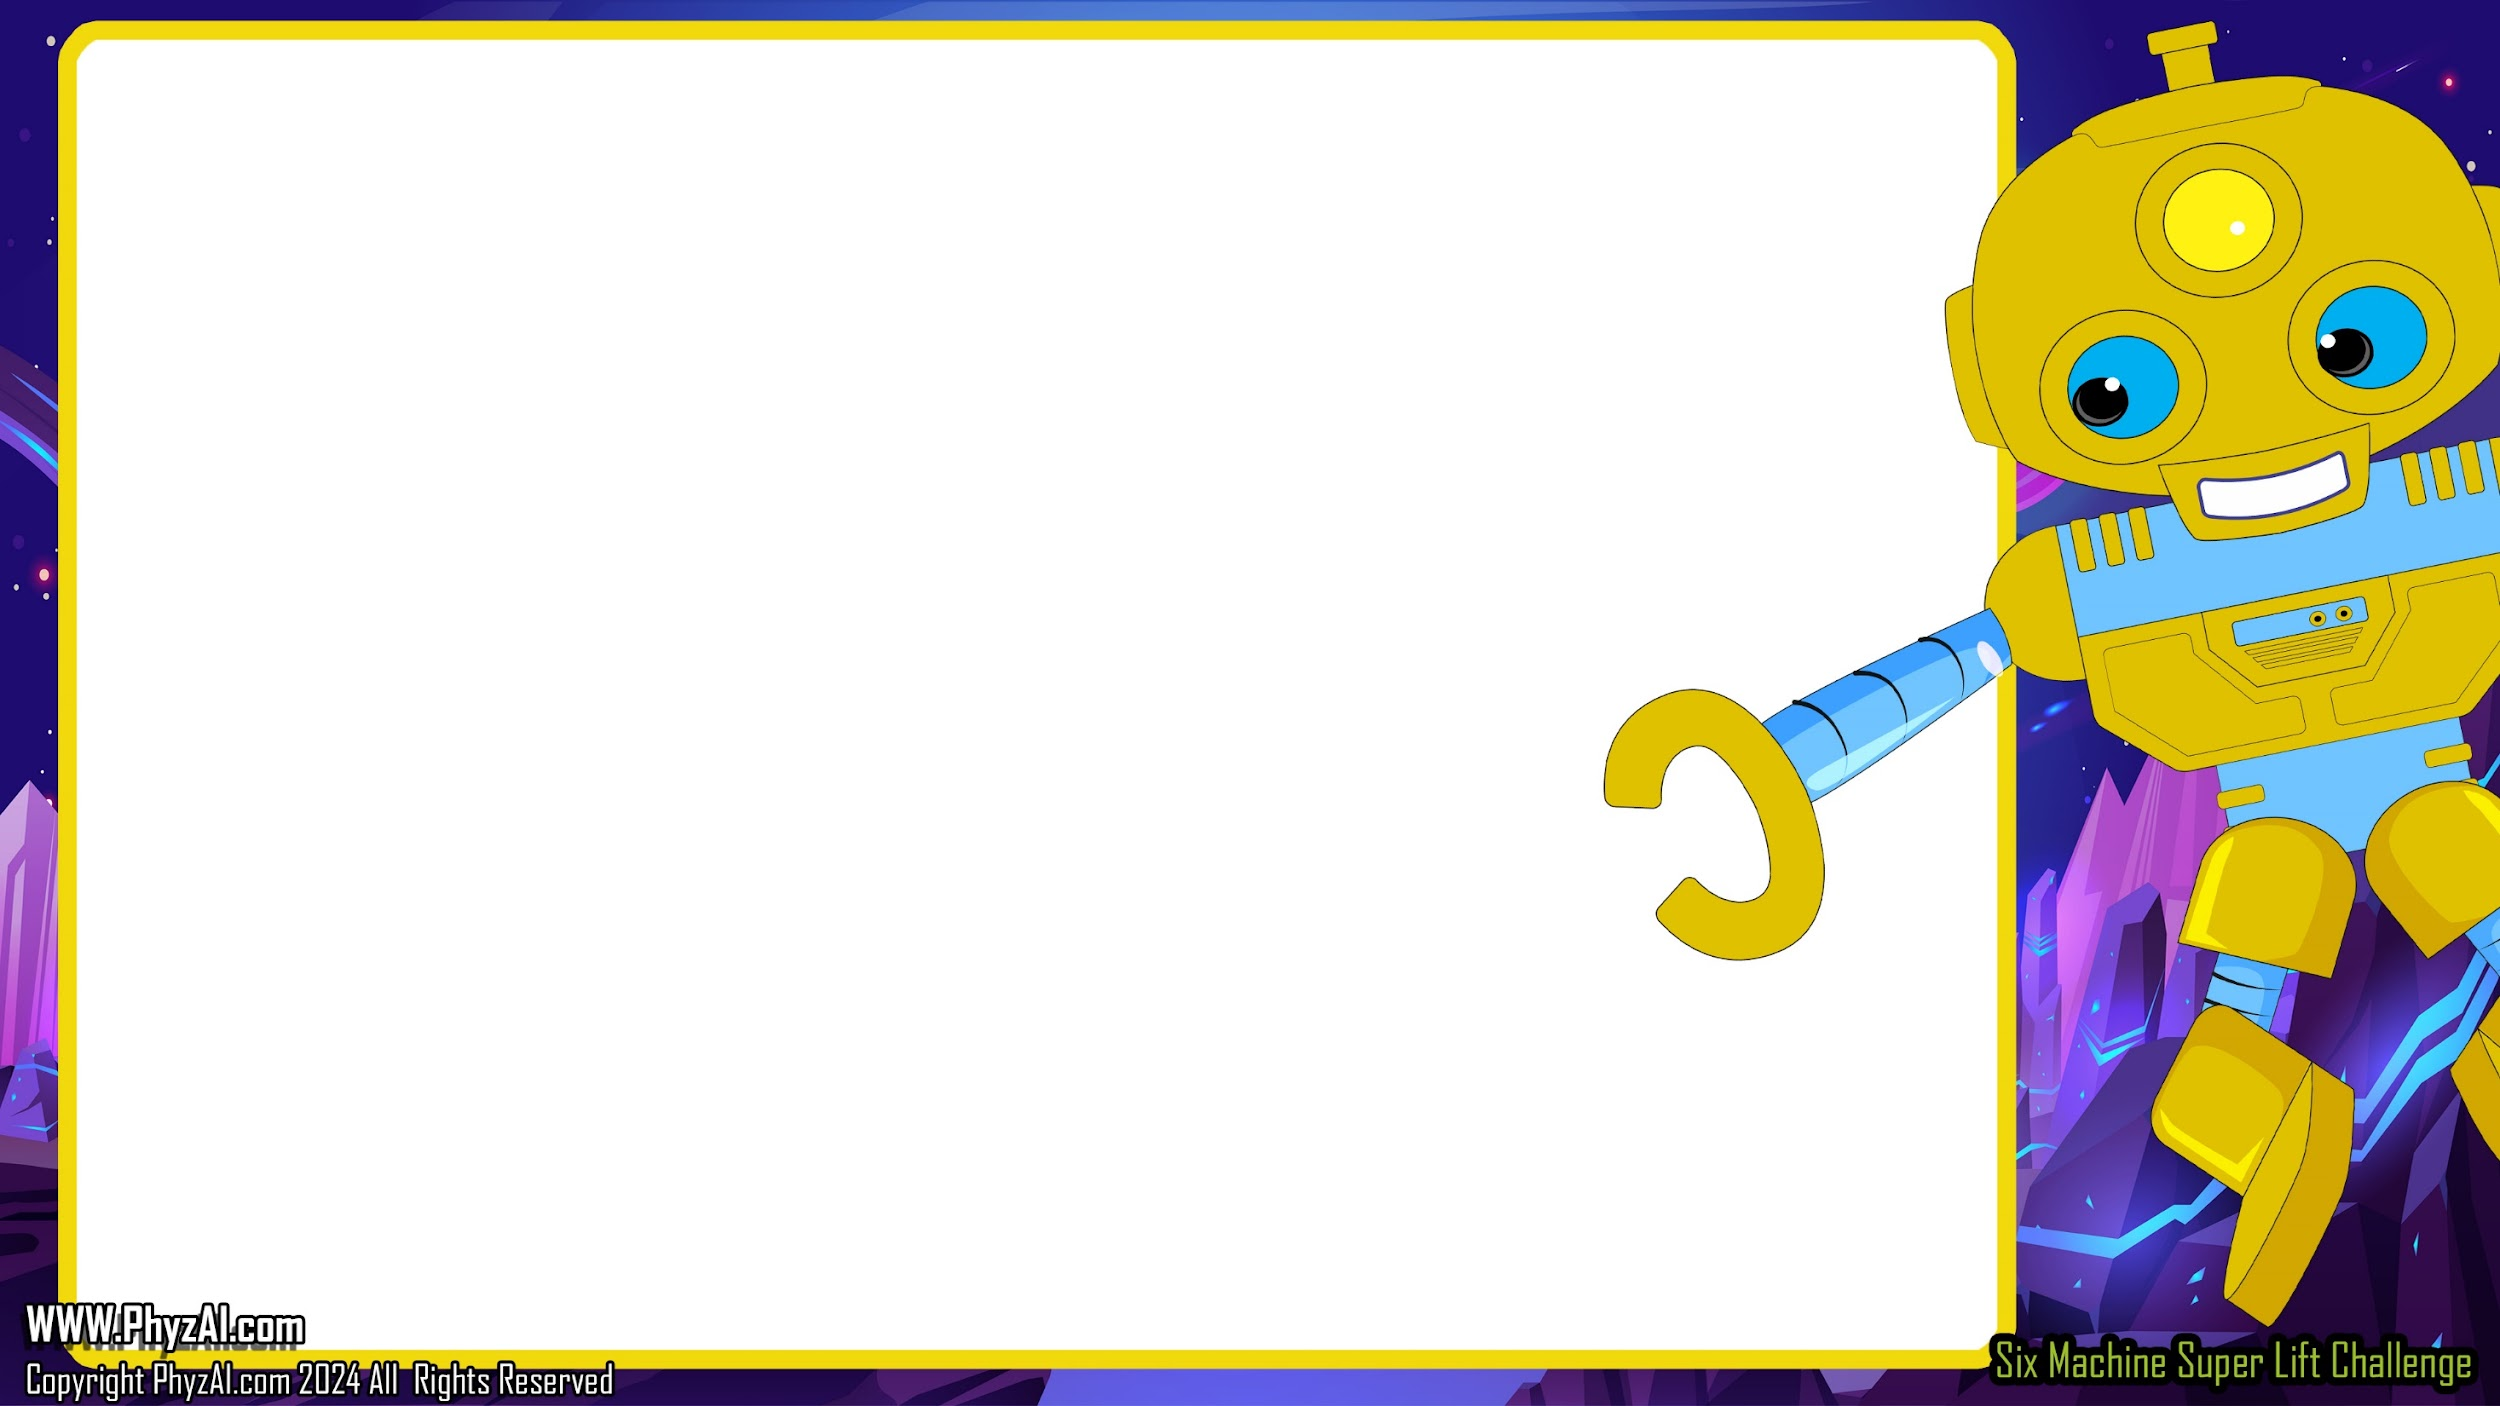 WWW.PhyzAI.com
Copyright PhyzAI.com 2024 All Rights Reserved
Six Machine Super Lift Challenge